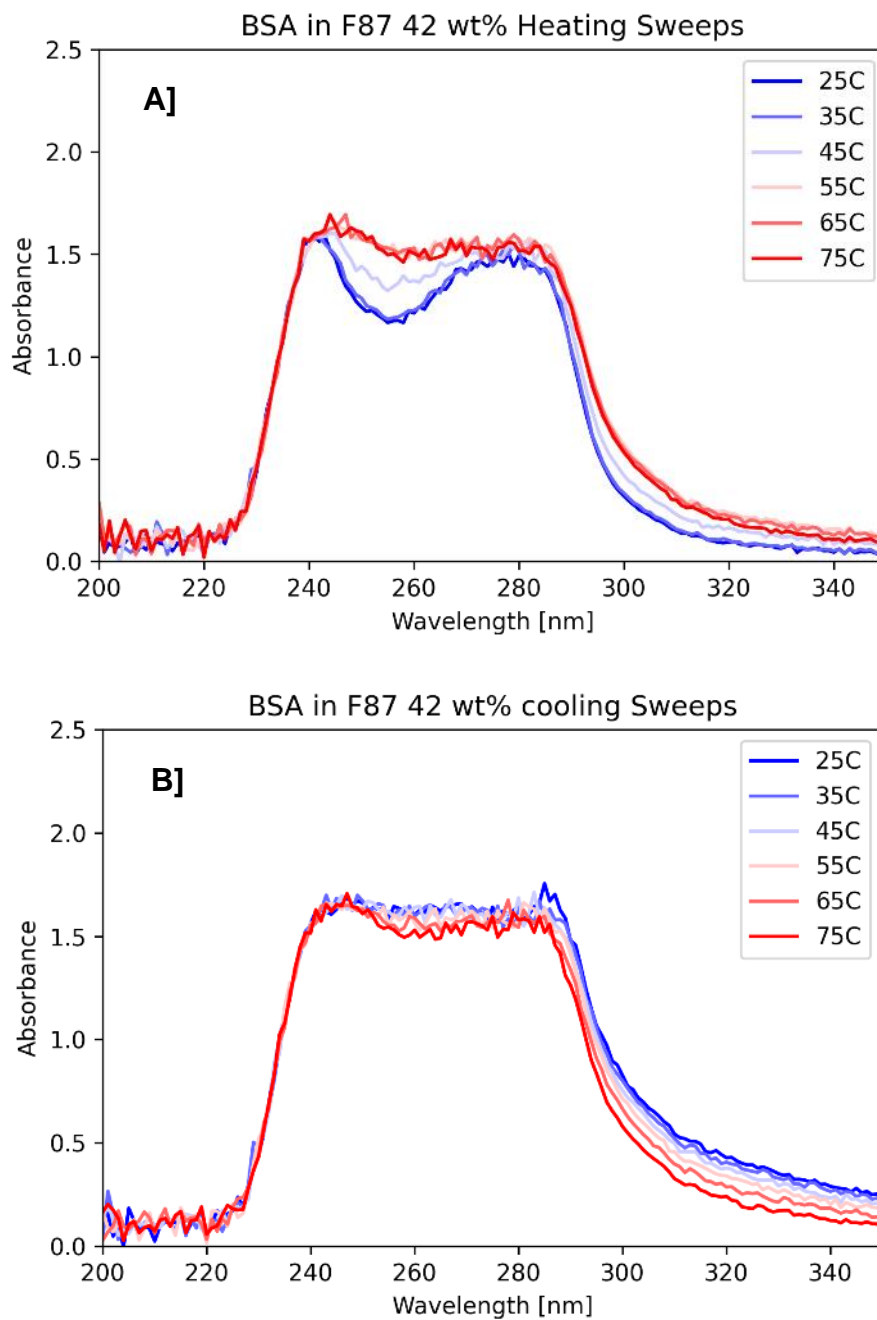 BSA in F87 42 wt% Heating Sweeps
A]
25C
35C
45C
55C
65C
75C
2.5
2.0
1.5
1.0
0.5
0.0
Absorbance
200 220 240 260 280 300 320 340
Wavelength [nm]
BSA in F87 42 wt% cooling Sweeps
B]
25C
35C
45C
55C
65C
75C
2.5
2.0
1.5
1.0
0.5
0.0
Absorbance
200 220 240 260 280 300 320 340
Wavelength [nm]